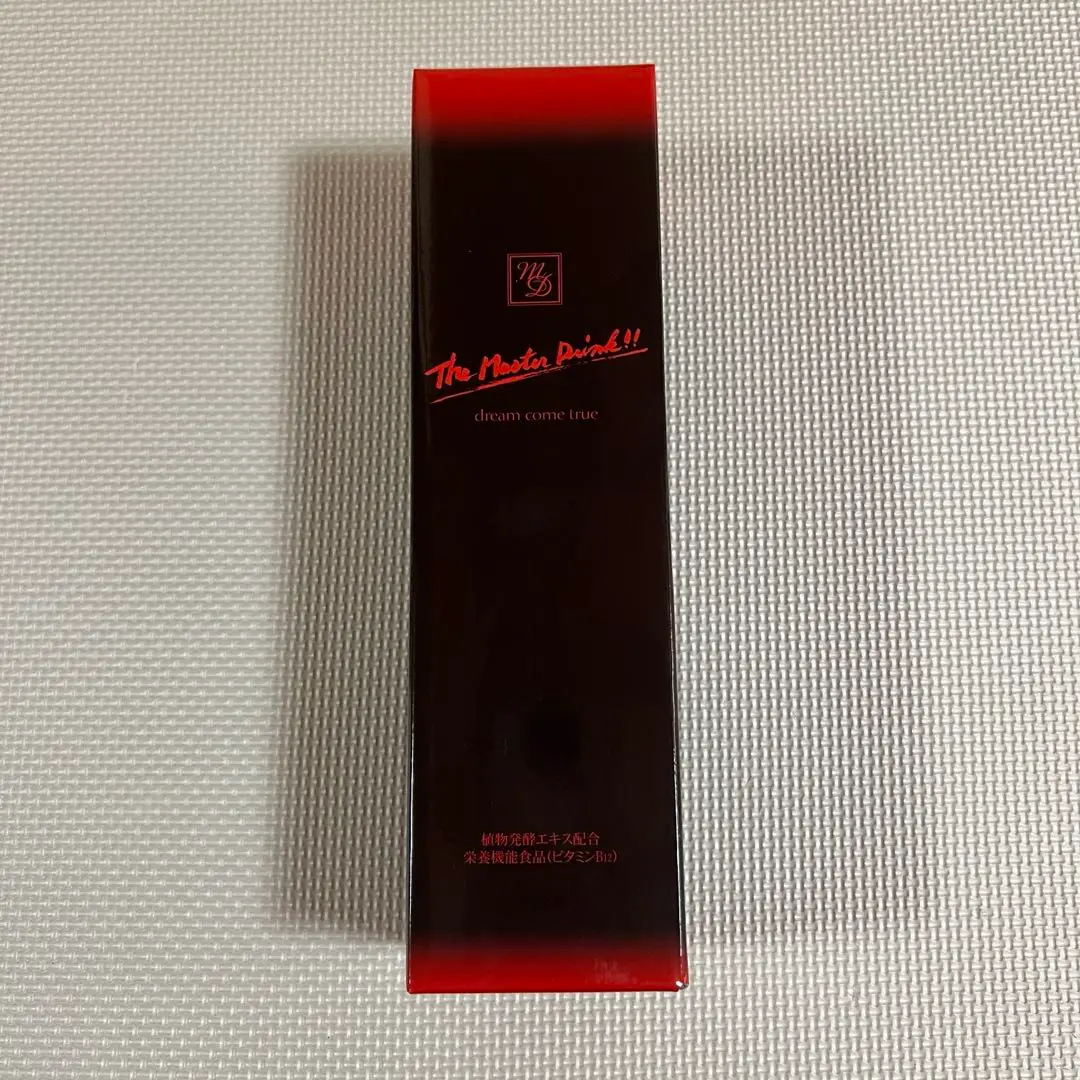 MD
The Master Drink!!
dream come true
植物発酵エキス配合
栄養機能食品(ビタミンB12)